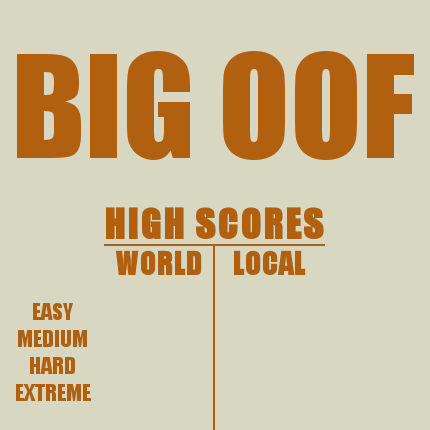 BIG OOF
HIGH SCORES
WORLD LOCAL
EASY
MEDIUM
HARD
EXTREME